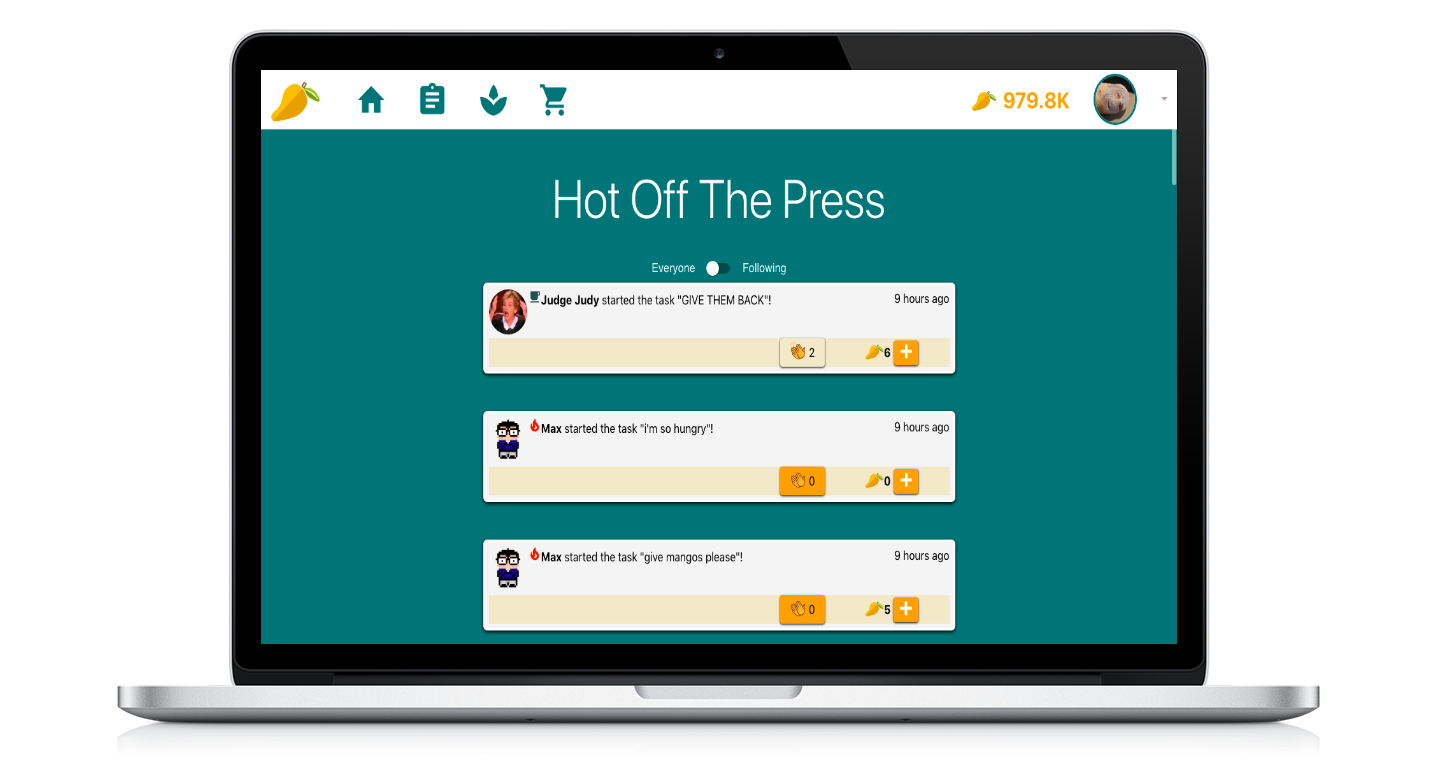 979.8K
Hot Off The Press
Everyone Following
Judge Judy started the task "GIVE THEM BACK"! 9 hours ago
2 6 +
Max started the task "i'm so hungry"! 9 hours ago
0 0 +
Max started the task "give mangos please"! 9 hours ago
0 5 +